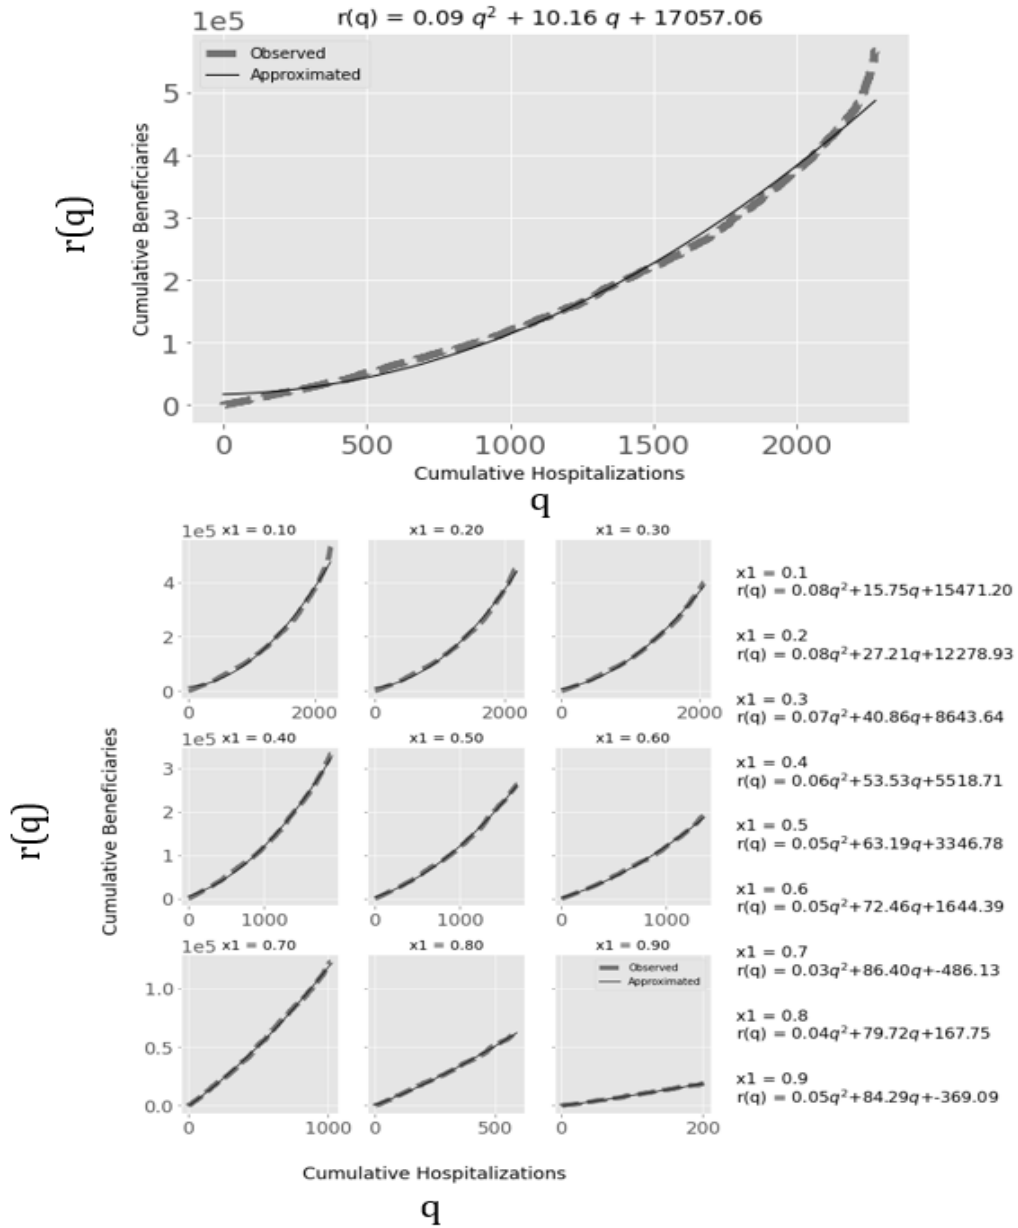 r(q) = 0.09 q² + 10.16 q + 17057.06
1e5
Observed
Approximated
5
4
3
2
1
0
r(q)
Cumulative Beneficiaries
0 500 1000 1500 2000
Cumulative Hospitalizations
q
1e5 x1 = 0.10 x1 = 0.20 x1 = 0.30
4
2
0
0 2000 0 2000 0 2000
1e5 x1 = 0.40 x1 = 0.50 x1 = 0.60
3
2
1
0
0 1000 0 1000 0 1000
1e5 x1 = 0.70 x1 = 0.80 x1 = 0.90
Observed
Approximated
1.0
0.5
0.0
0 1000 0 500 0 200
r(q)
Cumulative Beneficiaries
Cumulative Hospitalizations
q
x1 = 0.1
r(q) = 0.08q²+15.75q+15471.20
x1 = 0.2
r(q) = 0.08q²+27.21q+12278.93
x1 = 0.3
r(q) = 0.07q²+40.86q+8643.64
x1 = 0.4
r(q) = 0.06q²+53.53q+5518.71
x1 = 0.5
r(q) = 0.05q²+63.19q+3346.78
x1 = 0.6
r(q) = 0.05q²+72.46q+1644.39
x1 = 0.7
r(q) = 0.03q²+86.40q+-486.13
x1 = 0.8
r(q) = 0.04q²+79.72q+167.75
x1 = 0.9
r(q) = 0.05q²+84.29q+-369.09